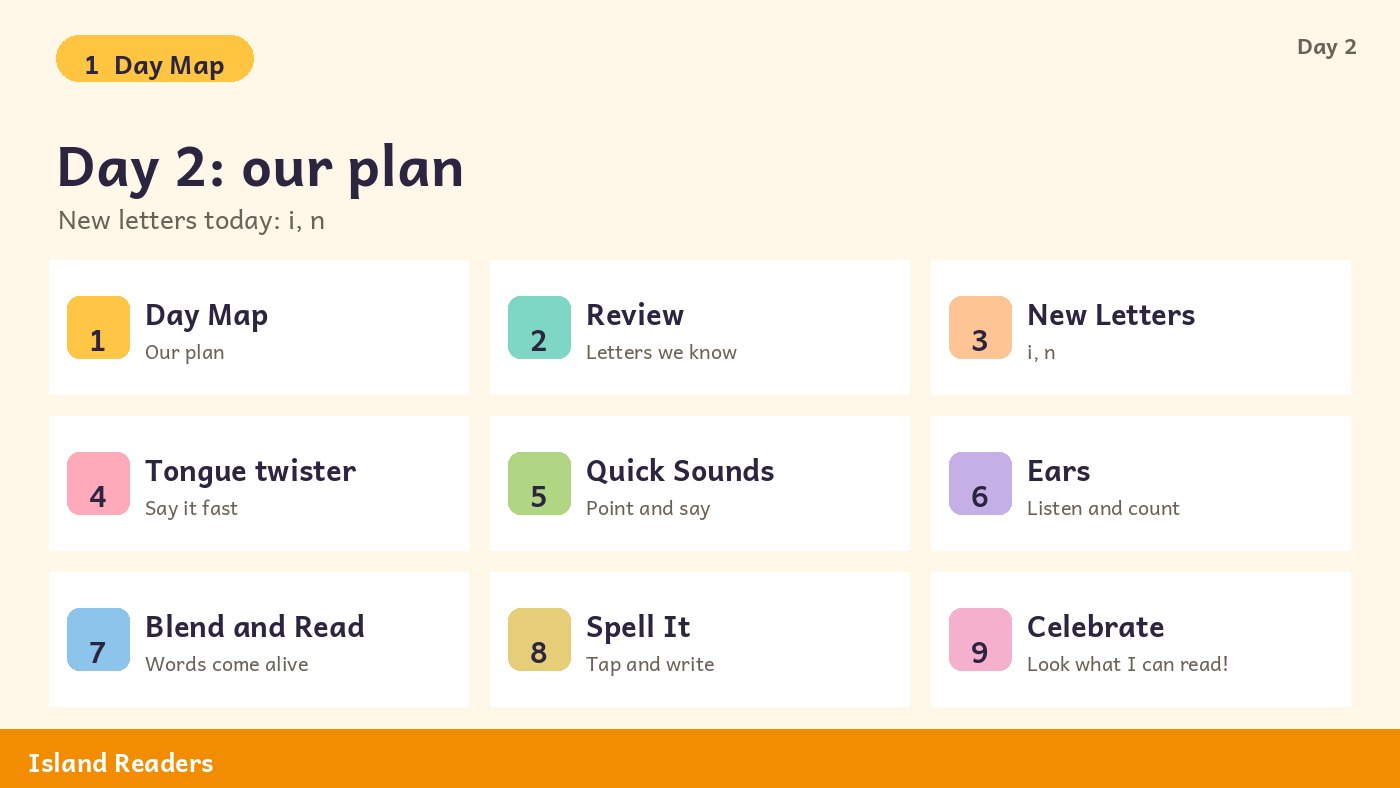 1 Day Map
Day 2
Day 2: our plan
New letters today: i, n
1
Day Map
Our plan
2
Review
Letters we know
3
New Letters
i, n
4
Tongue twister
Say it fast
5
Quick Sounds
Point and say
6
Ears
Listen and count
7
Blend and Read
Words come alive
8
Spell It
Tap and write
9
Celebrate
Look what I can read!
Island Readers